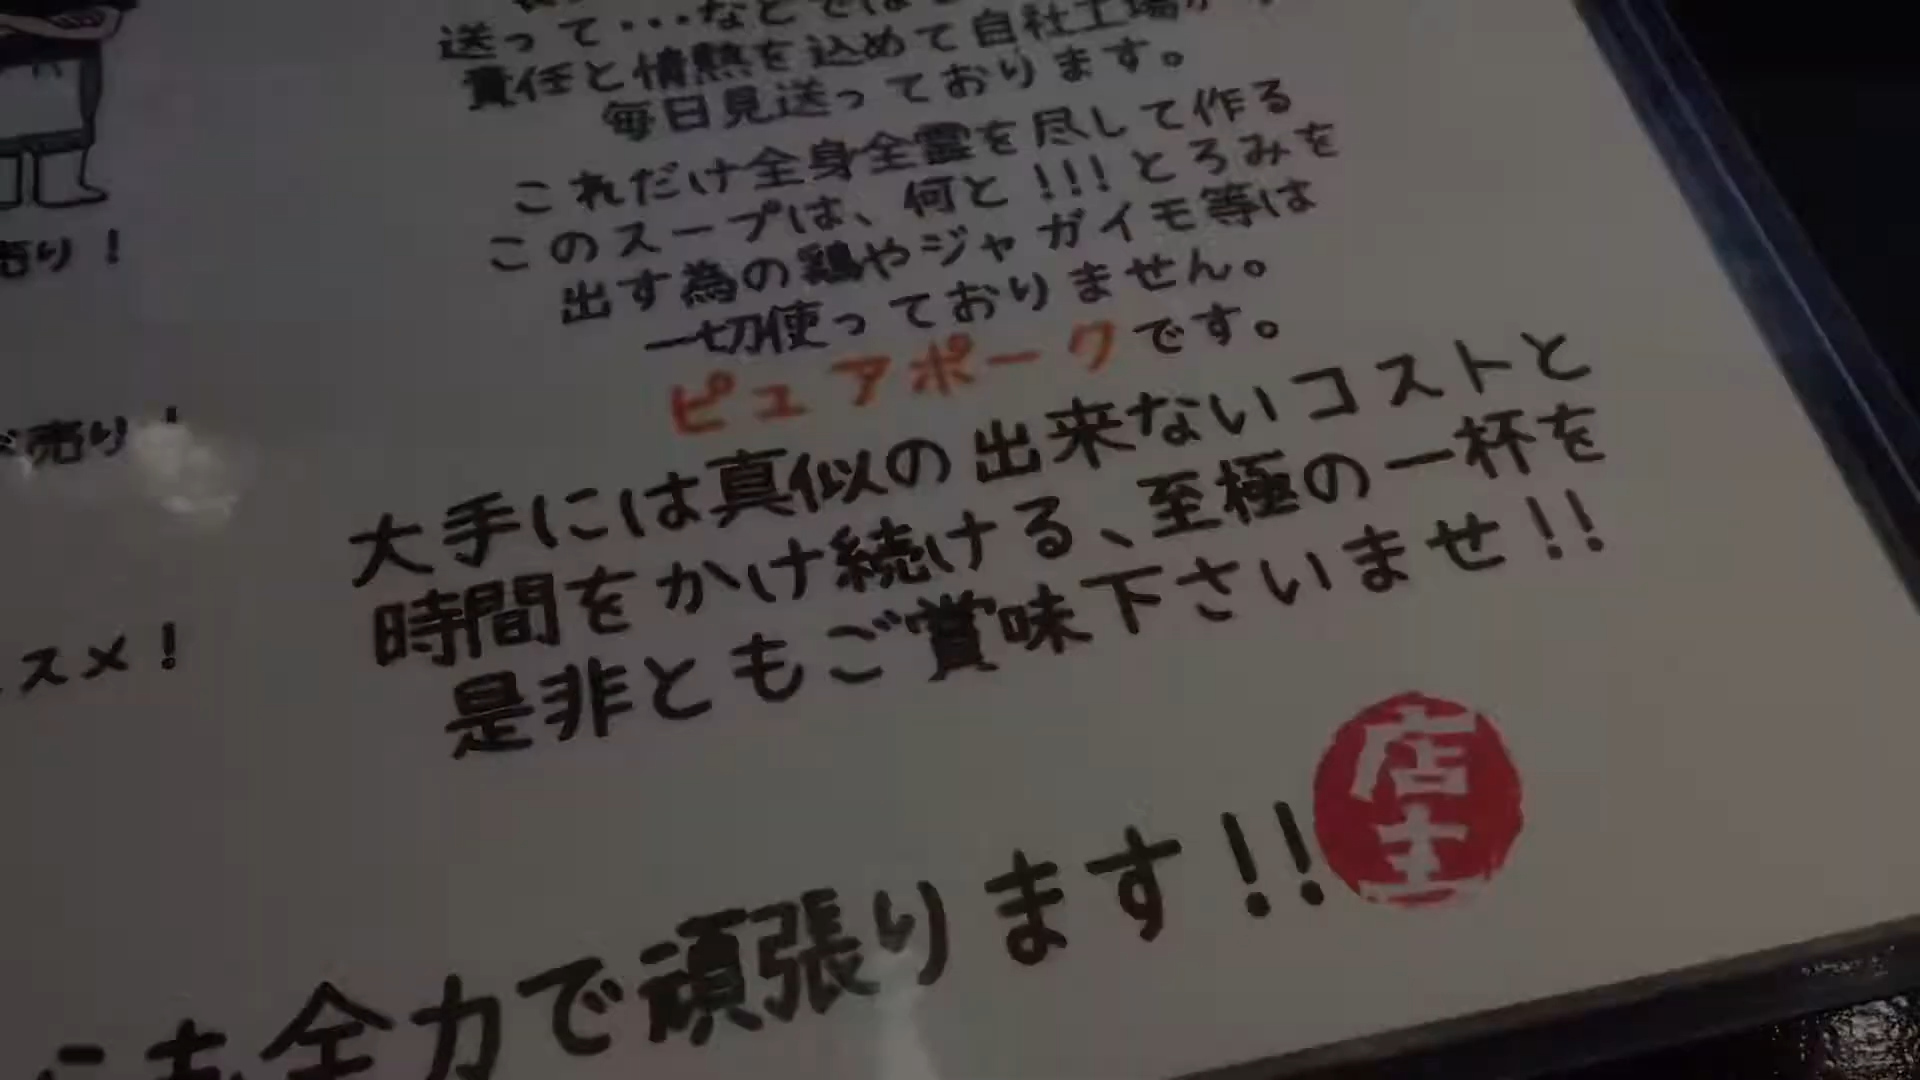 送って・・・など
責任と情熱を込めて自社工場
毎日見送っております。
これだけ全身全霊を尽して作る
このスープは、何と!!!とろみを
出す為の鶏やジャガイモ等は
一切使っておりません。
ピュアポークです。
大手には真似の出来ないコストと
時間をかけ続ける、至極の一杯を
是非ともご賞味下さいませ!!
売り!
売り!
スメ!
にも全力で頑張ります!!
店主